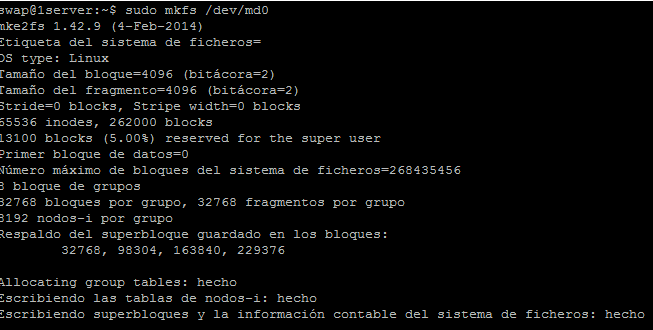 swap@1server:~$ sudo mkfs /dev/md0
mke2fs 1.42.9 (4-Feb-2014)
Etiqueta del sistema de ficheros=
OS type: Linux
Tamaño del bloque=4096 (bitácora=2)
Tamaño del fragmento=4096 (bitácora=2)
Stride=0 blocks, Stripe width=0 blocks
65536 inodes, 262000 blocks
13100 blocks (5.00%) reserved for the super user
Primer bloque de datos=0
Número máximo de bloques del sistema de ficheros=268435456
8 bloque de grupos
32768 bloques por grupo, 32768 fragmentos por grupo
8192 nodos-i por grupo
Respaldo del superbloque guardado en los bloques:
32768, 98304, 163840, 229376
Allocating group tables: hecho
Escribiendo las tablas de nodos-i: hecho
Escribiendo superbloques y la información contable del sistema de ficheros: hecho